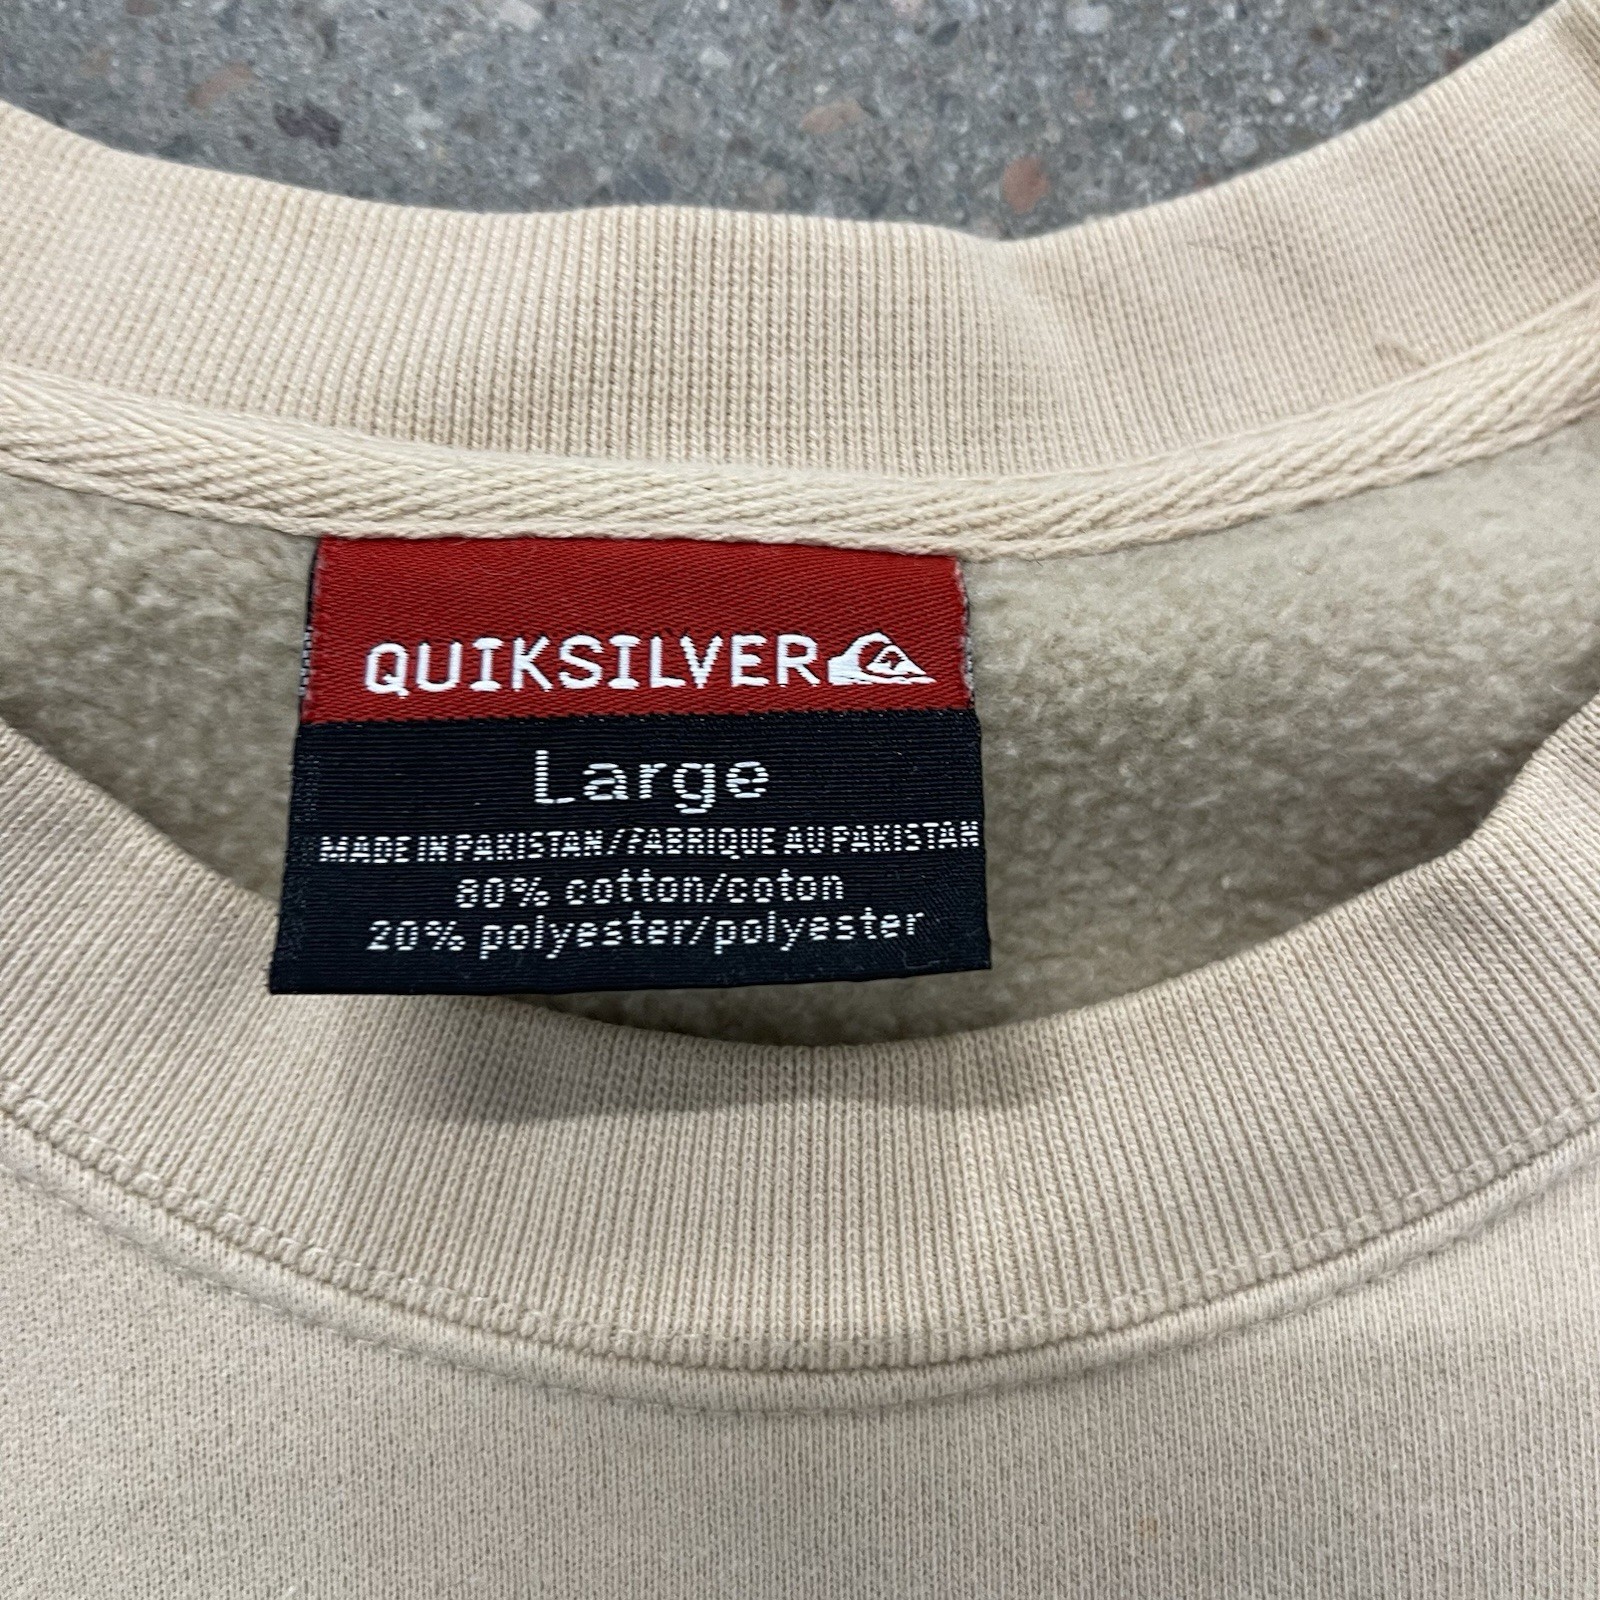 QUIKSILVER
Large
MADE IN PAKISTAN/FABRIQUE AU PAKISTAN
80% cotton/coton
20% polyester/polyester